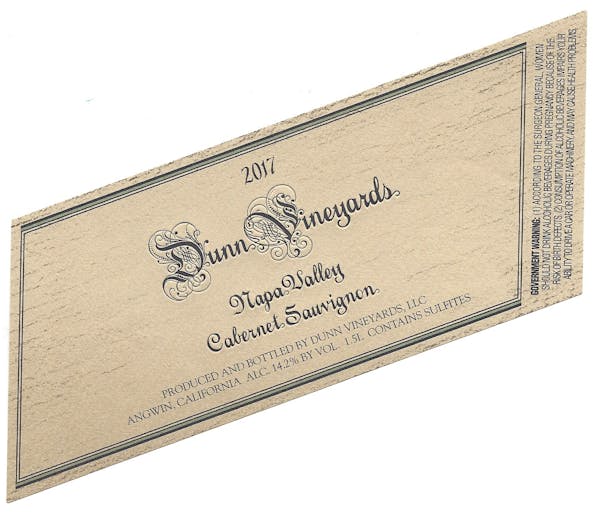 2017
Dunn Vineyards
Napa Valley
Cabernet Sauvignon
PRODUCED AND BOTTLED BY DUNN VINEYARDS, LLC
ANGWIN, CALIFORNIA ALC. 14.2% BY VOL. 1.5L CONTAINS SULFITES
GOVERNMENT WARNING: (1) ACCORDING TO THE SURGEON GENERAL, WOMEN
SHOULD NOT DRINK ALCOHOLIC BEVERAGES DURING PREGNANCY BECAUSE OF THE
RISK OF BIRTH DEFECTS. (2) CONSUMPTION OF ALCOHOLIC BEVERAGES IMPAIRS YOUR
ABILITY TO DRIVE A CAR OR OPERATE MACHINERY, AND MAY CAUSE HEALTH PROBLEMS.